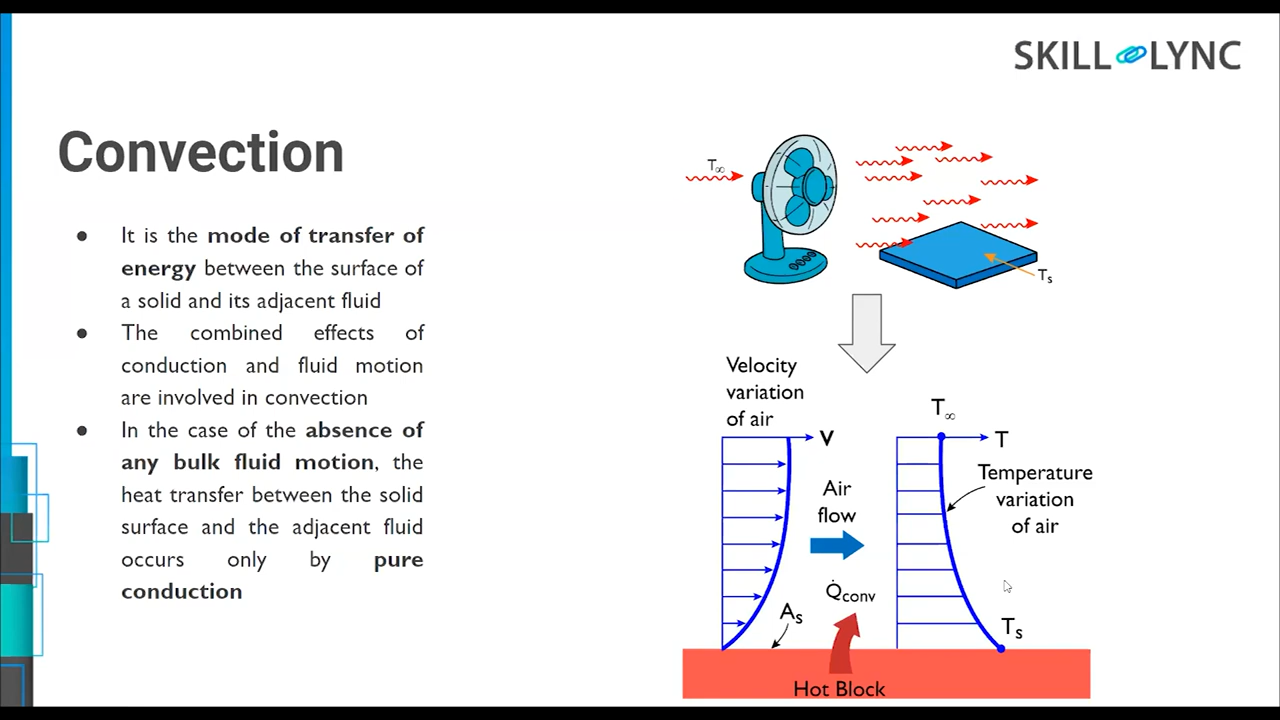 SKILL LYNC
Convection
● It is the mode of transfer of
energy between the surface of
a solid and its adjacent fluid
● The combined effects of
conduction and fluid motion
are involved in convection
● In the case of the absence of
any bulk fluid motion, the
heat transfer between the solid
surface and the adjacent fluid
occurs only by pure
conduction
T∞
Ts
Velocity
variation
of air
V
Air
flow
Q̇conv
As
Hot Block
T∞
T
Temperature
variation
of air
Ts